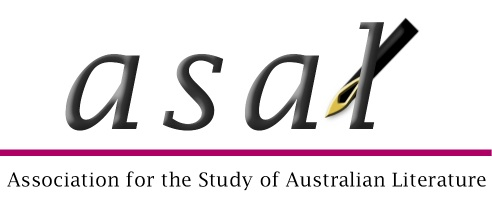 asal
Association for the Study of Australian Literature